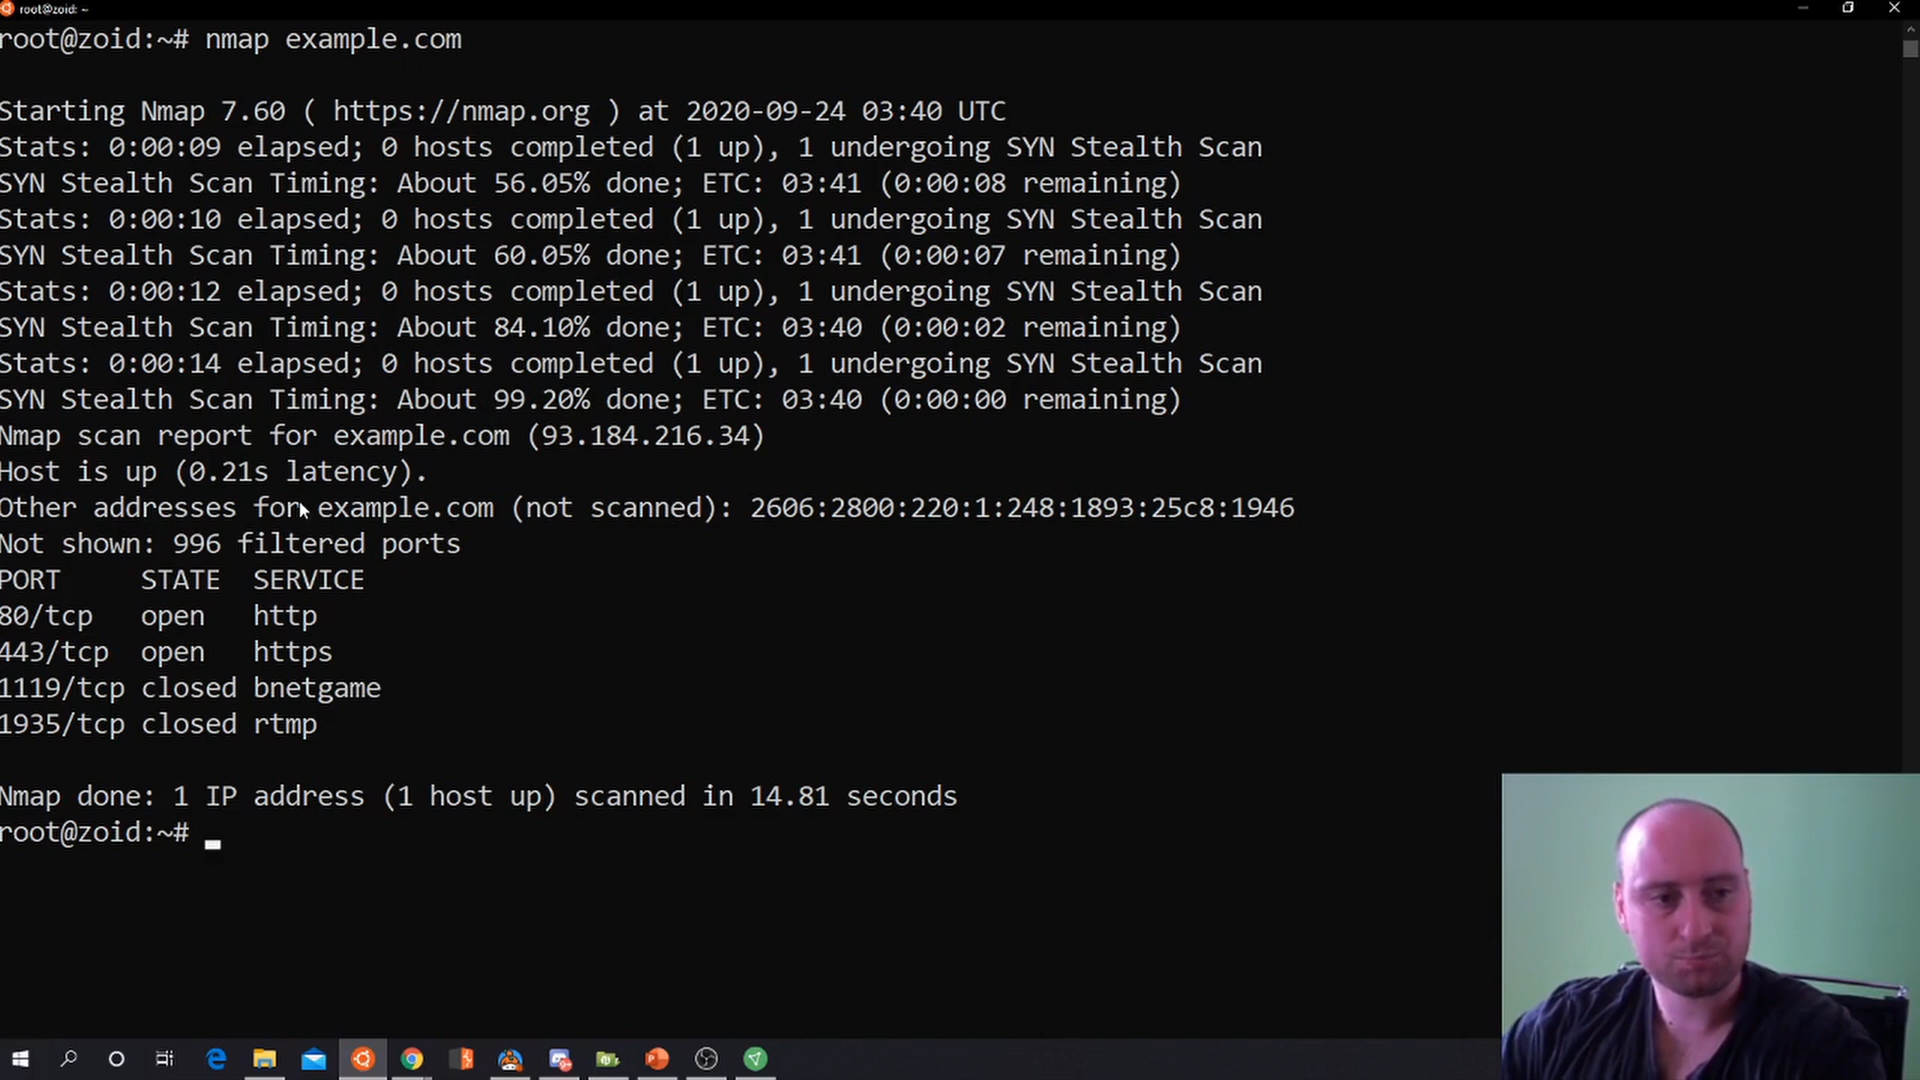 root@zoid: ~
root@zoid:~# nmap example.com
Starting Nmap 7.60 ( https://nmap.org ) at 2020-09-24 03:40 UTC
Stats: 0:00:09 elapsed; 0 hosts completed (1 up), 1 undergoing SYN Stealth Scan
SYN Stealth Scan Timing: About 56.05% done; ETC: 03:41 (0:00:08 remaining)
Stats: 0:00:10 elapsed; 0 hosts completed (1 up), 1 undergoing SYN Stealth Scan
SYN Stealth Scan Timing: About 60.05% done; ETC: 03:41 (0:00:07 remaining)
Stats: 0:00:12 elapsed; 0 hosts completed (1 up), 1 undergoing SYN Stealth Scan
SYN Stealth Scan Timing: About 84.10% done; ETC: 03:40 (0:00:02 remaining)
Stats: 0:00:14 elapsed; 0 hosts completed (1 up), 1 undergoing SYN Stealth Scan
SYN Stealth Scan Timing: About 99.20% done; ETC: 03:40 (0:00:00 remaining)
Nmap scan report for example.com (93.184.216.34)
Host is up (0.21s latency).
Other addresses for example.com (not scanned): 2606:2800:220:1:248:1893:25c8:1946
Not shown: 996 filtered ports
PORT     STATE  SERVICE
80/tcp   open   http
443/tcp  open   https
1119/tcp closed bnetgame
1935/tcp closed rtmp
Nmap done: 1 IP address (1 host up) scanned in 14.81 seconds
root@zoid:~#